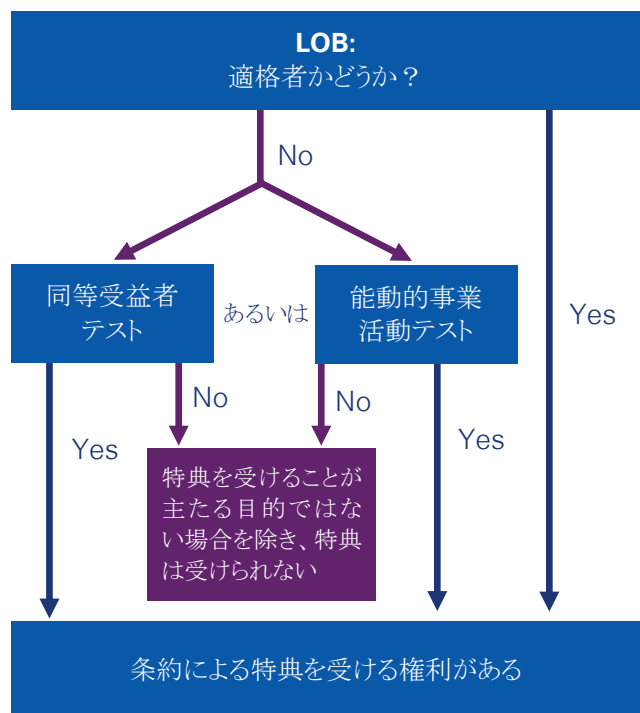 LOB:
適格者かどうか？
No
同等受益者
テスト
あるいは
能動的事業
活動テスト
Yes
No
No
Yes
Yes
特典を受けることが
主たる目的ではな
い場合を除き、特典
は受けられない
条約による特典を受ける権利がある